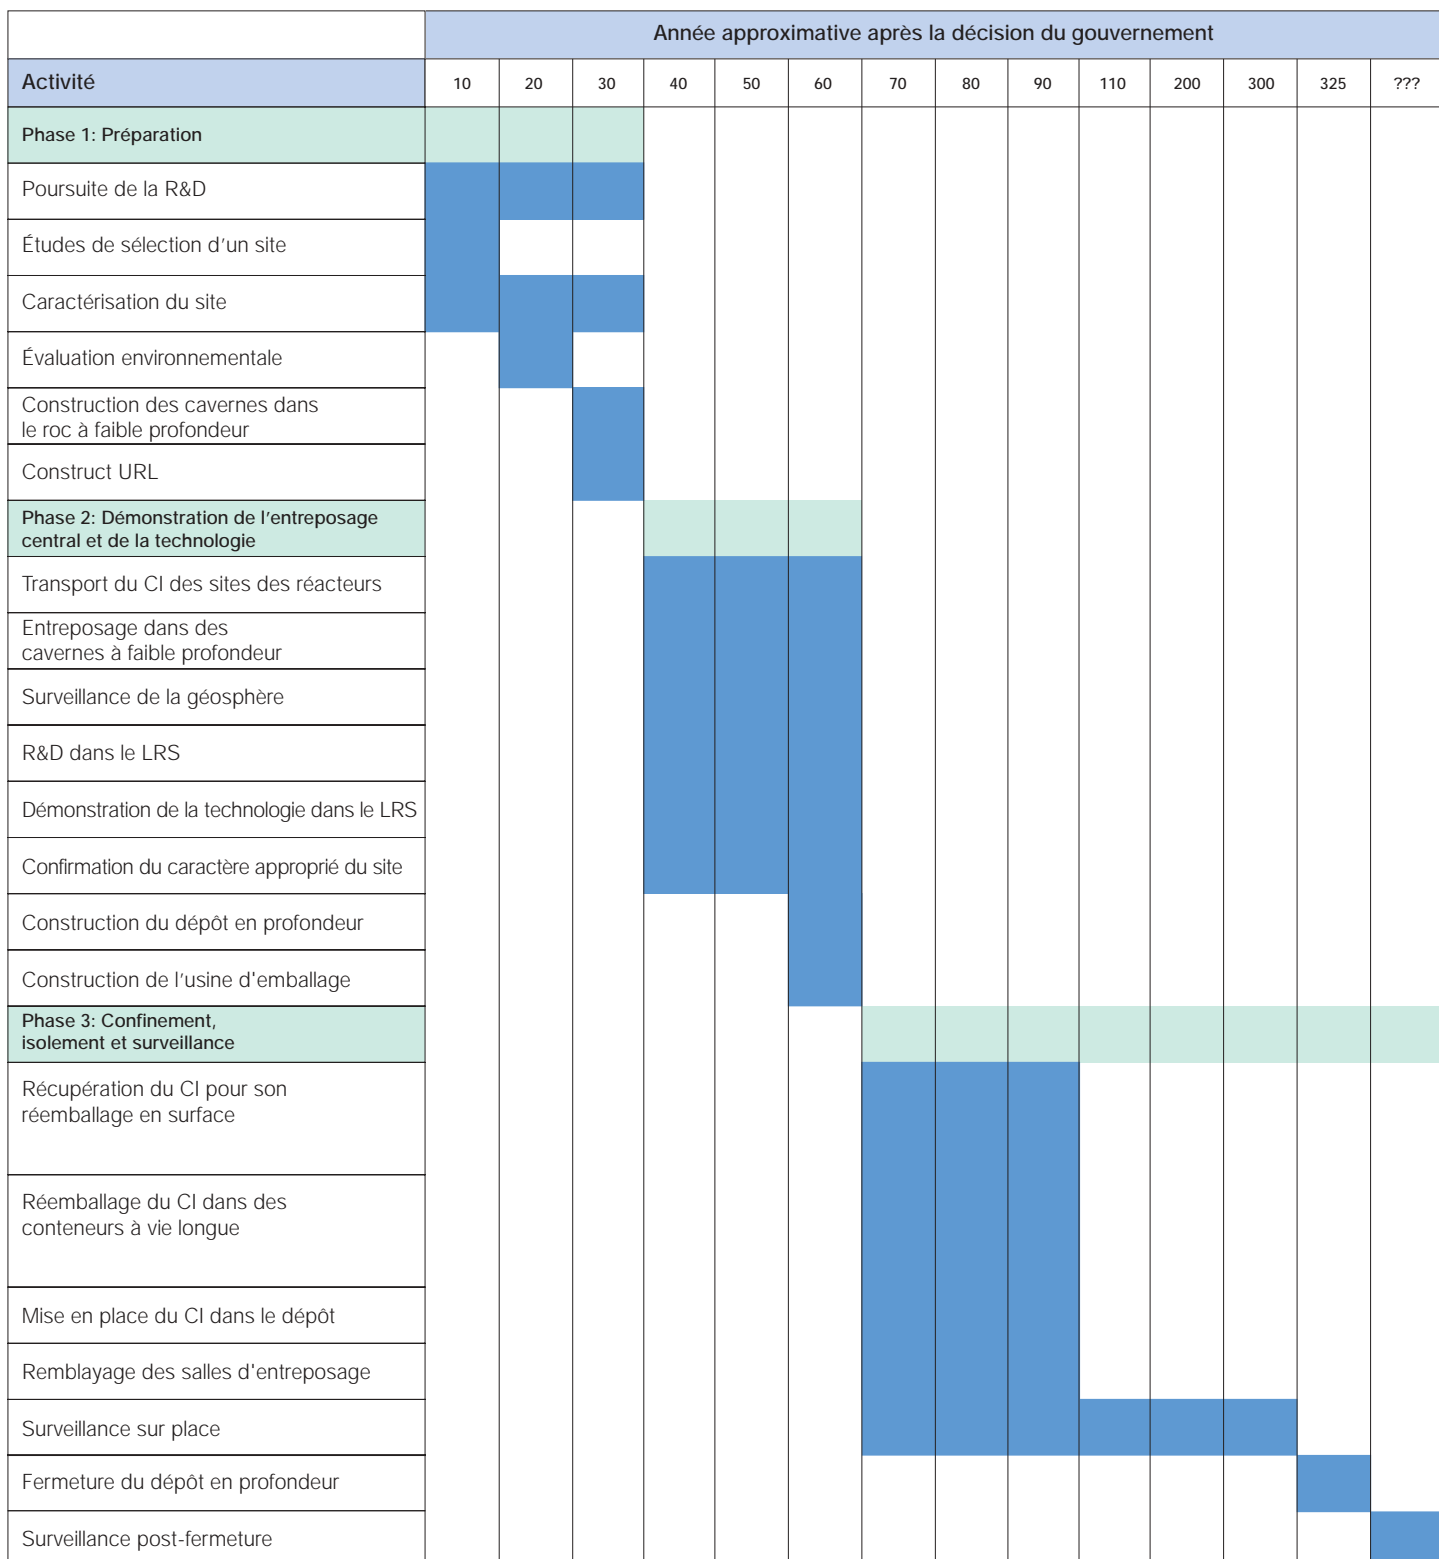 Année approximative après la décision du gouvernement
Activité 10 20 30 40 50 60 70 80 90 110 200 300 325 ???
Phase 1: Préparation
Poursuite de la R&D
Études de sélection d’un site
Caractérisation du site
Évaluation environnementale
Construction des cavernes dans
le roc à faible profondeur
Construct URL
Phase 2: Démonstration de l’entreposage
central et de la technologie
Transport du CI des sites des réacteurs
Entreposage dans des
cavernes à faible profondeur
Surveillance de la géosphère
R&D dans le LRS
Démonstration de la technologie dans le LRS
Confirmation du caractère approprié du site
Construction du dépôt en profondeur
Construction de l’usine d'emballage
Phase 3: Confinement,
isolement et surveillance
Récupération du CI pour son
réemballage en surface
Réemballage du CI dans des
conteneurs à vie longue
Mise en place du CI dans le dépôt
Remblayage des salles d'entreposage
Surveillance sur place
Fermeture du dépôt en profondeur
Surveillance post-fermeture